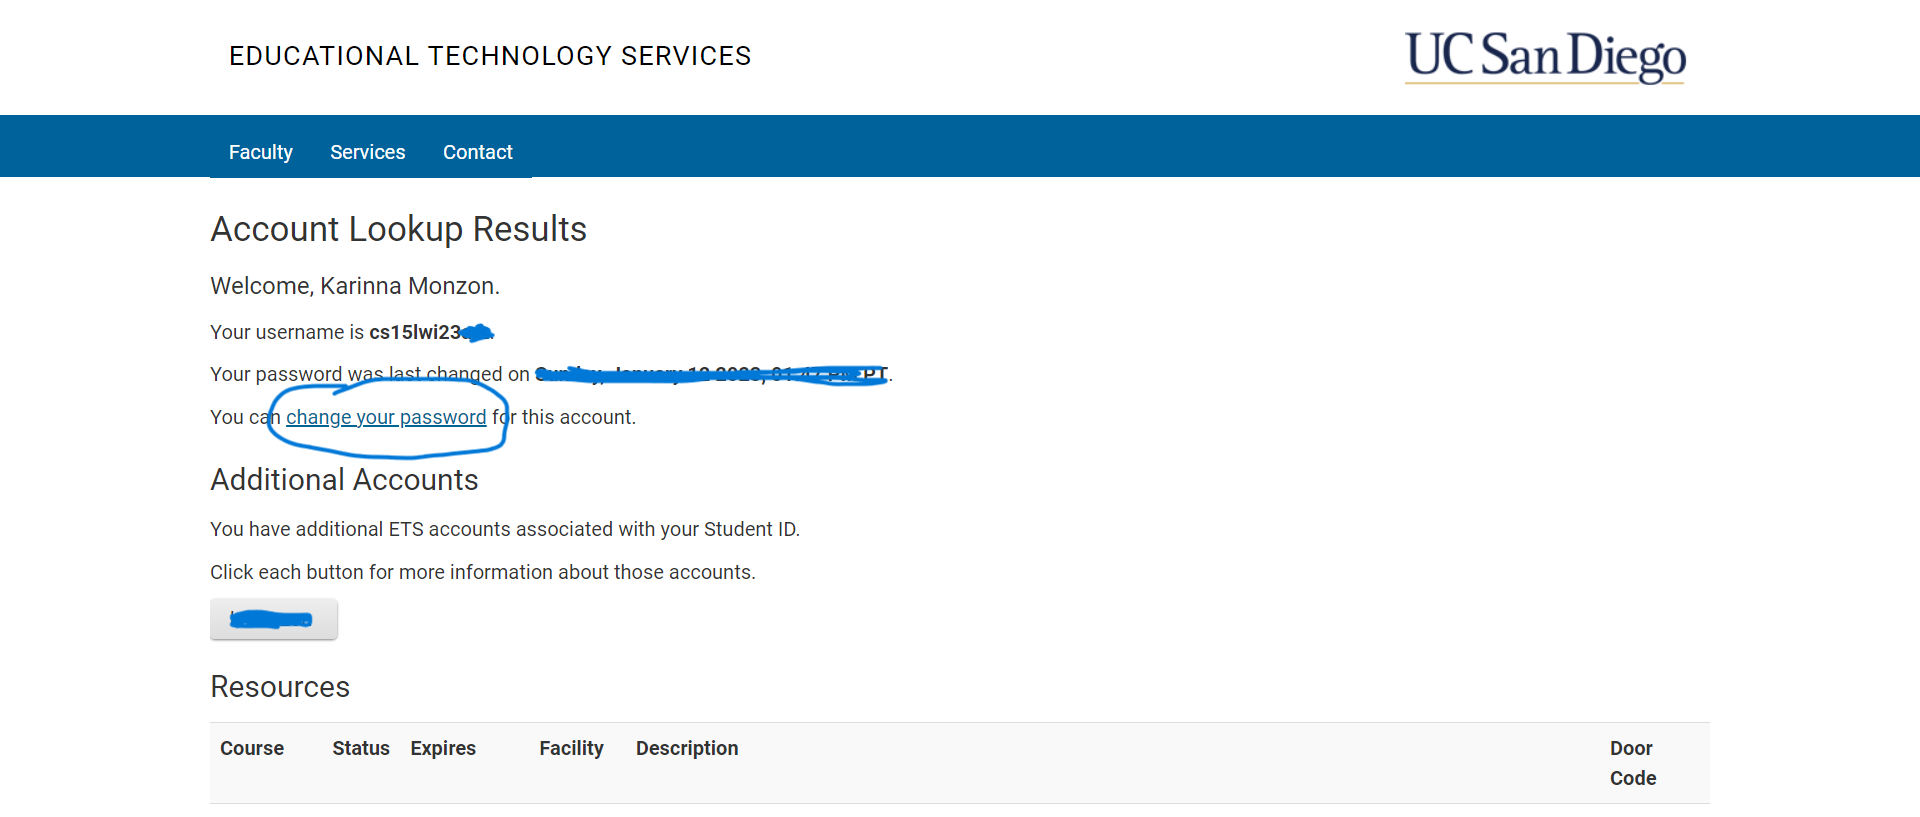 EDUCATIONAL TECHNOLOGY SERVICES
UC San Diego
Faculty Services Contact
Account Lookup Results
Welcome, Karinna Monzon.
Your username is cs15lwi23
Your password was last changed on PT.
You can change your password for this account.
Additional Accounts
You have additional ETS accounts associated with your Student ID.
Click each button for more information about those accounts.
Resources
Course Status Expires Facility Description Door Code